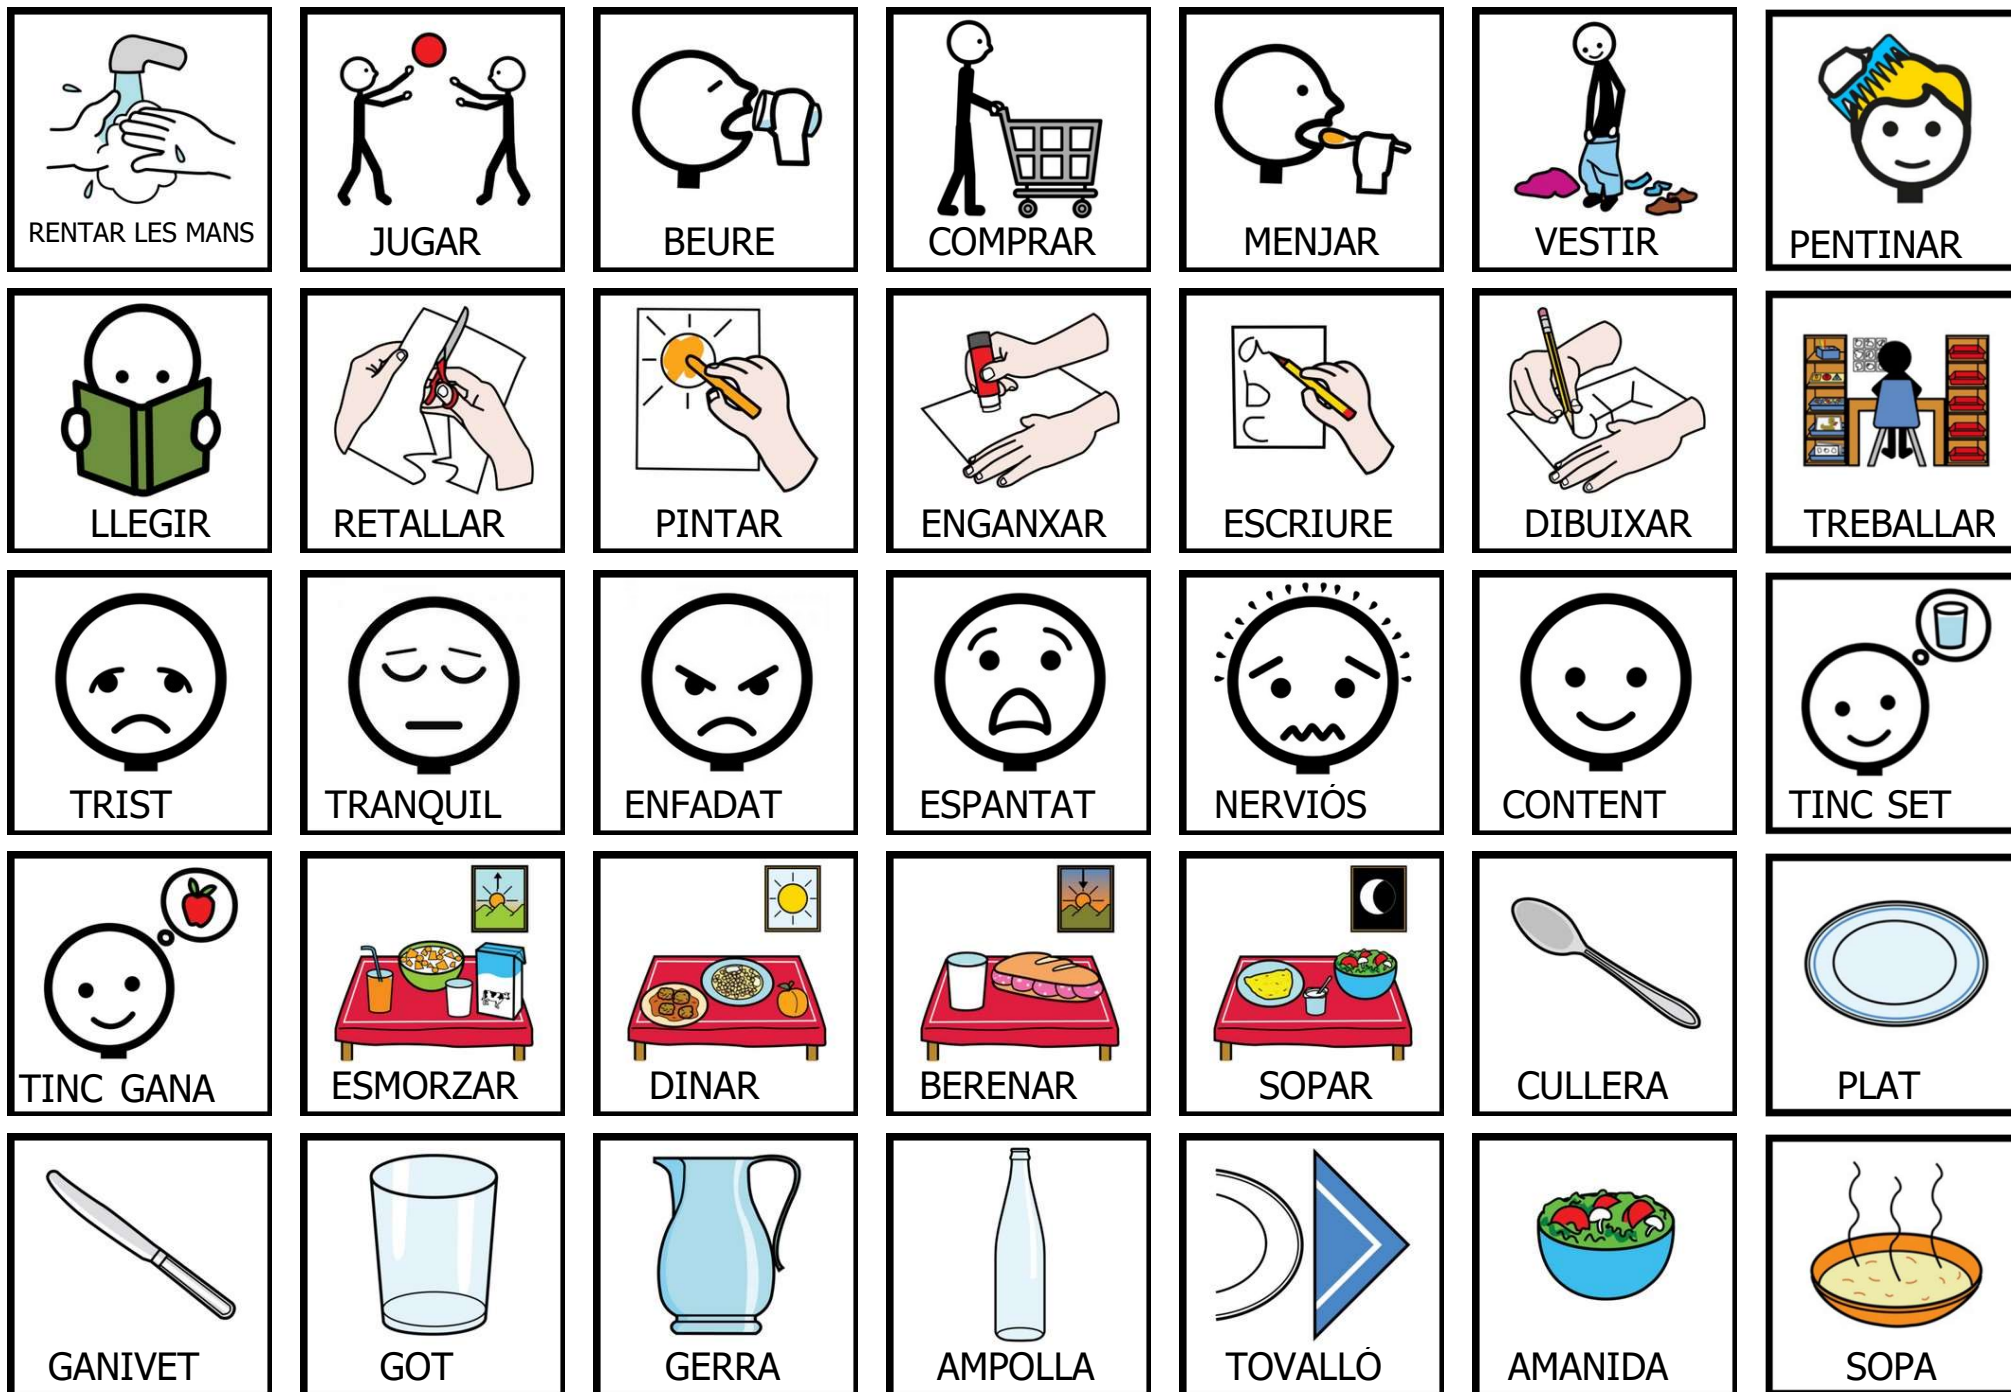 RENTAR LES MANS
JUGAR
BEURE
COMPRAR
MENJAR
VESTIR
PENTINAR
LLEGIR
RETALLAR
PINTAR
ENGANXAR
a
b
c
ESCRIURE
DIBUIXAR
TREBALLAR
TRIST
TRANQUIL
ENFADAT
ESPANTAT
NERVIÓS
CONTENT
TINC SET
TINC GANA
ESMORZAR
DINAR
BERENAR
SOPAR
CULLERA
PLAT
GANIVET
GOT
GERRA
AMPOLLA
TOVALLÓ
AMANIDA
SOPA